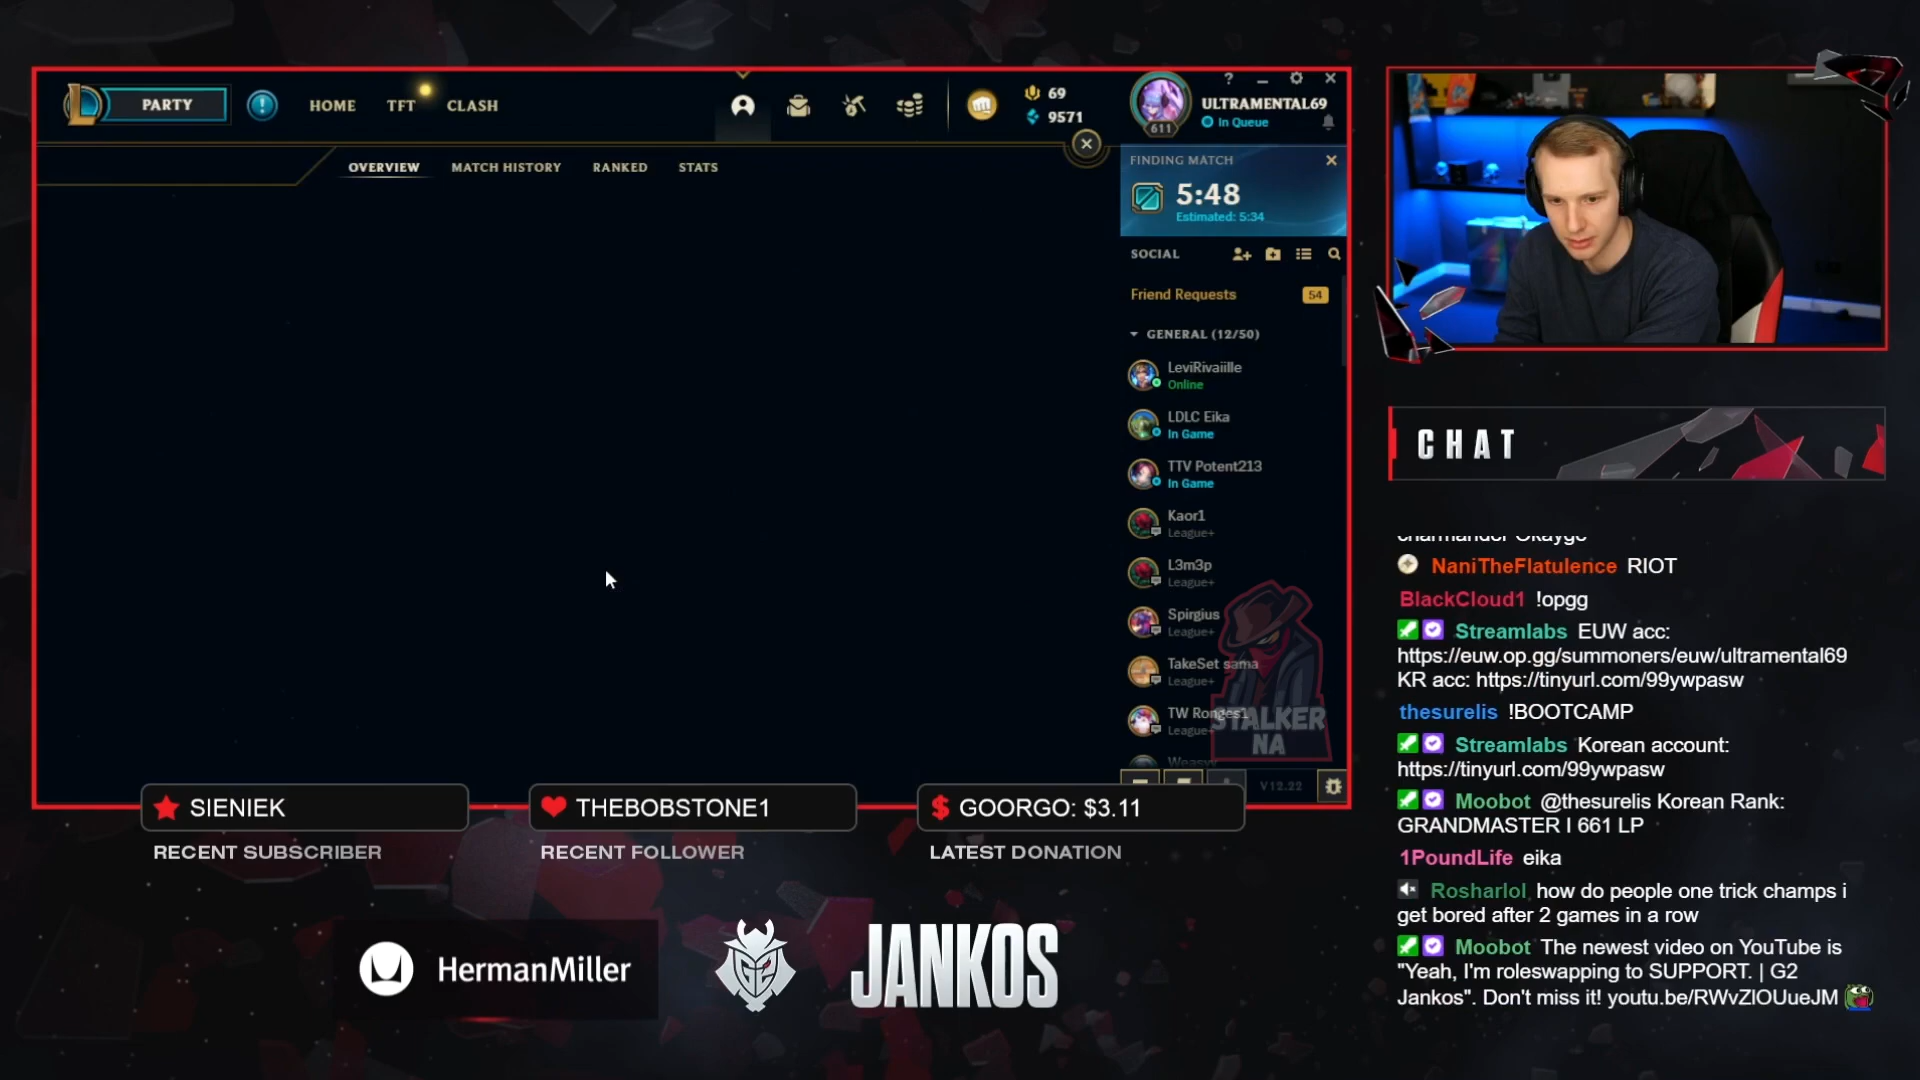 PARTY
HOME
TFT
CLASH
69
9571
611
ULTRAMENTAL69
In Queue
OVERVIEW
MATCH HISTORY
RANKED
STATS
FINDING MATCH
5:48
Estimated: 5:34
SOCIAL
Friend Requests
54
GENERAL (12/50)
LeviRivaiille
Online
LDLC Eika
In Game
TTV Potent213
In Game
Kaor1
League+
L3m3p
League+
Spirgius
League+
TakeSet sama
League+
TW Ronges1
League+
STALKER
NA
V12.22
SIENIEK
RECENT SUBSCRIBER
THEBOBSTONE1
RECENT FOLLOWER
GOORGO: $3.11
LATEST DONATION
HermanMiller
G2
JANKOS
CHAT
NaniTheFlatulence RIOT
BlackCloud1 !opgg
Streamlabs EUW acc:
https://euw.op.gg/summoners/euw/ultramental69
KR acc: https://tinyurl.com/99ywpasw
thesurelis !BOOTCAMP
Streamlabs Korean account:
https://tinyurl.com/99ywpasw
Moobot @thesurelis Korean Rank:
GRANDMASTER I 661 LP
1PoundLife eika
Rosharlol how do people one trick champs i
get bored after 2 games in a row
Moobot The newest video on YouTube is
"Yeah, I'm roleswapping to SUPPORT. | G2
Jankos". Don't miss it! youtu.be/RWvZlOUueJM